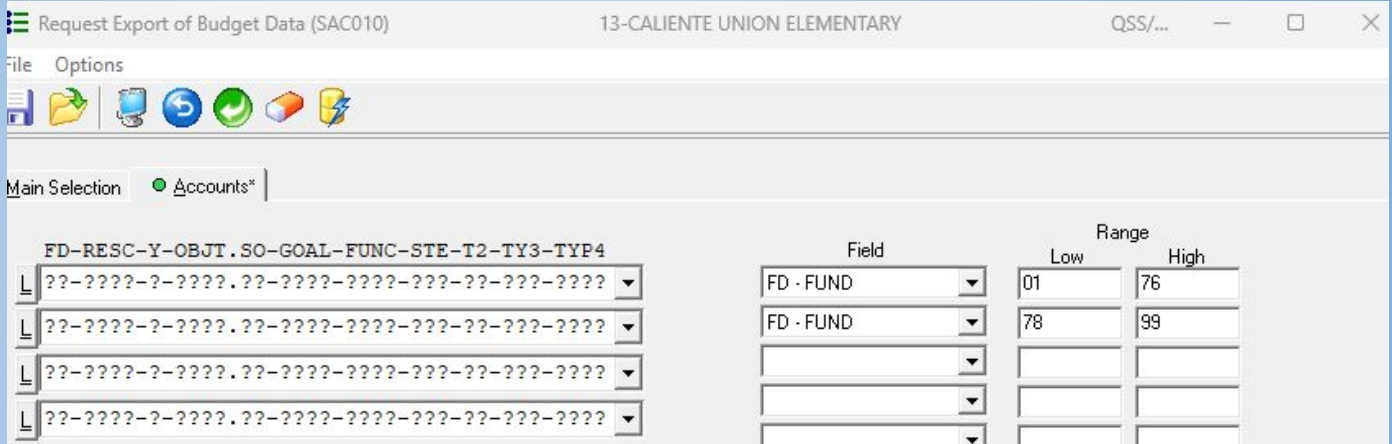 Request Export of Budget Data (SAC010) 13-CALIENTE UNION ELEMENTARY QSS/...
File Options
Main Selection Accounts*
Range
FD-RESC-Y-OBJT.SO-GOAL-FUNC-STE-T2-TY3-TYP4 Field Low High
L ??-????-?-????.??-????-????-???-??-???-???? FD - FUND 01 76
L ??-????-?-????.??-????-????-???-??-???-???? FD - FUND 78 99
L ??-????-?-????.??-????-????-???-??-???-????
L ??-????-?-????.??-????-????-???-??-???-????